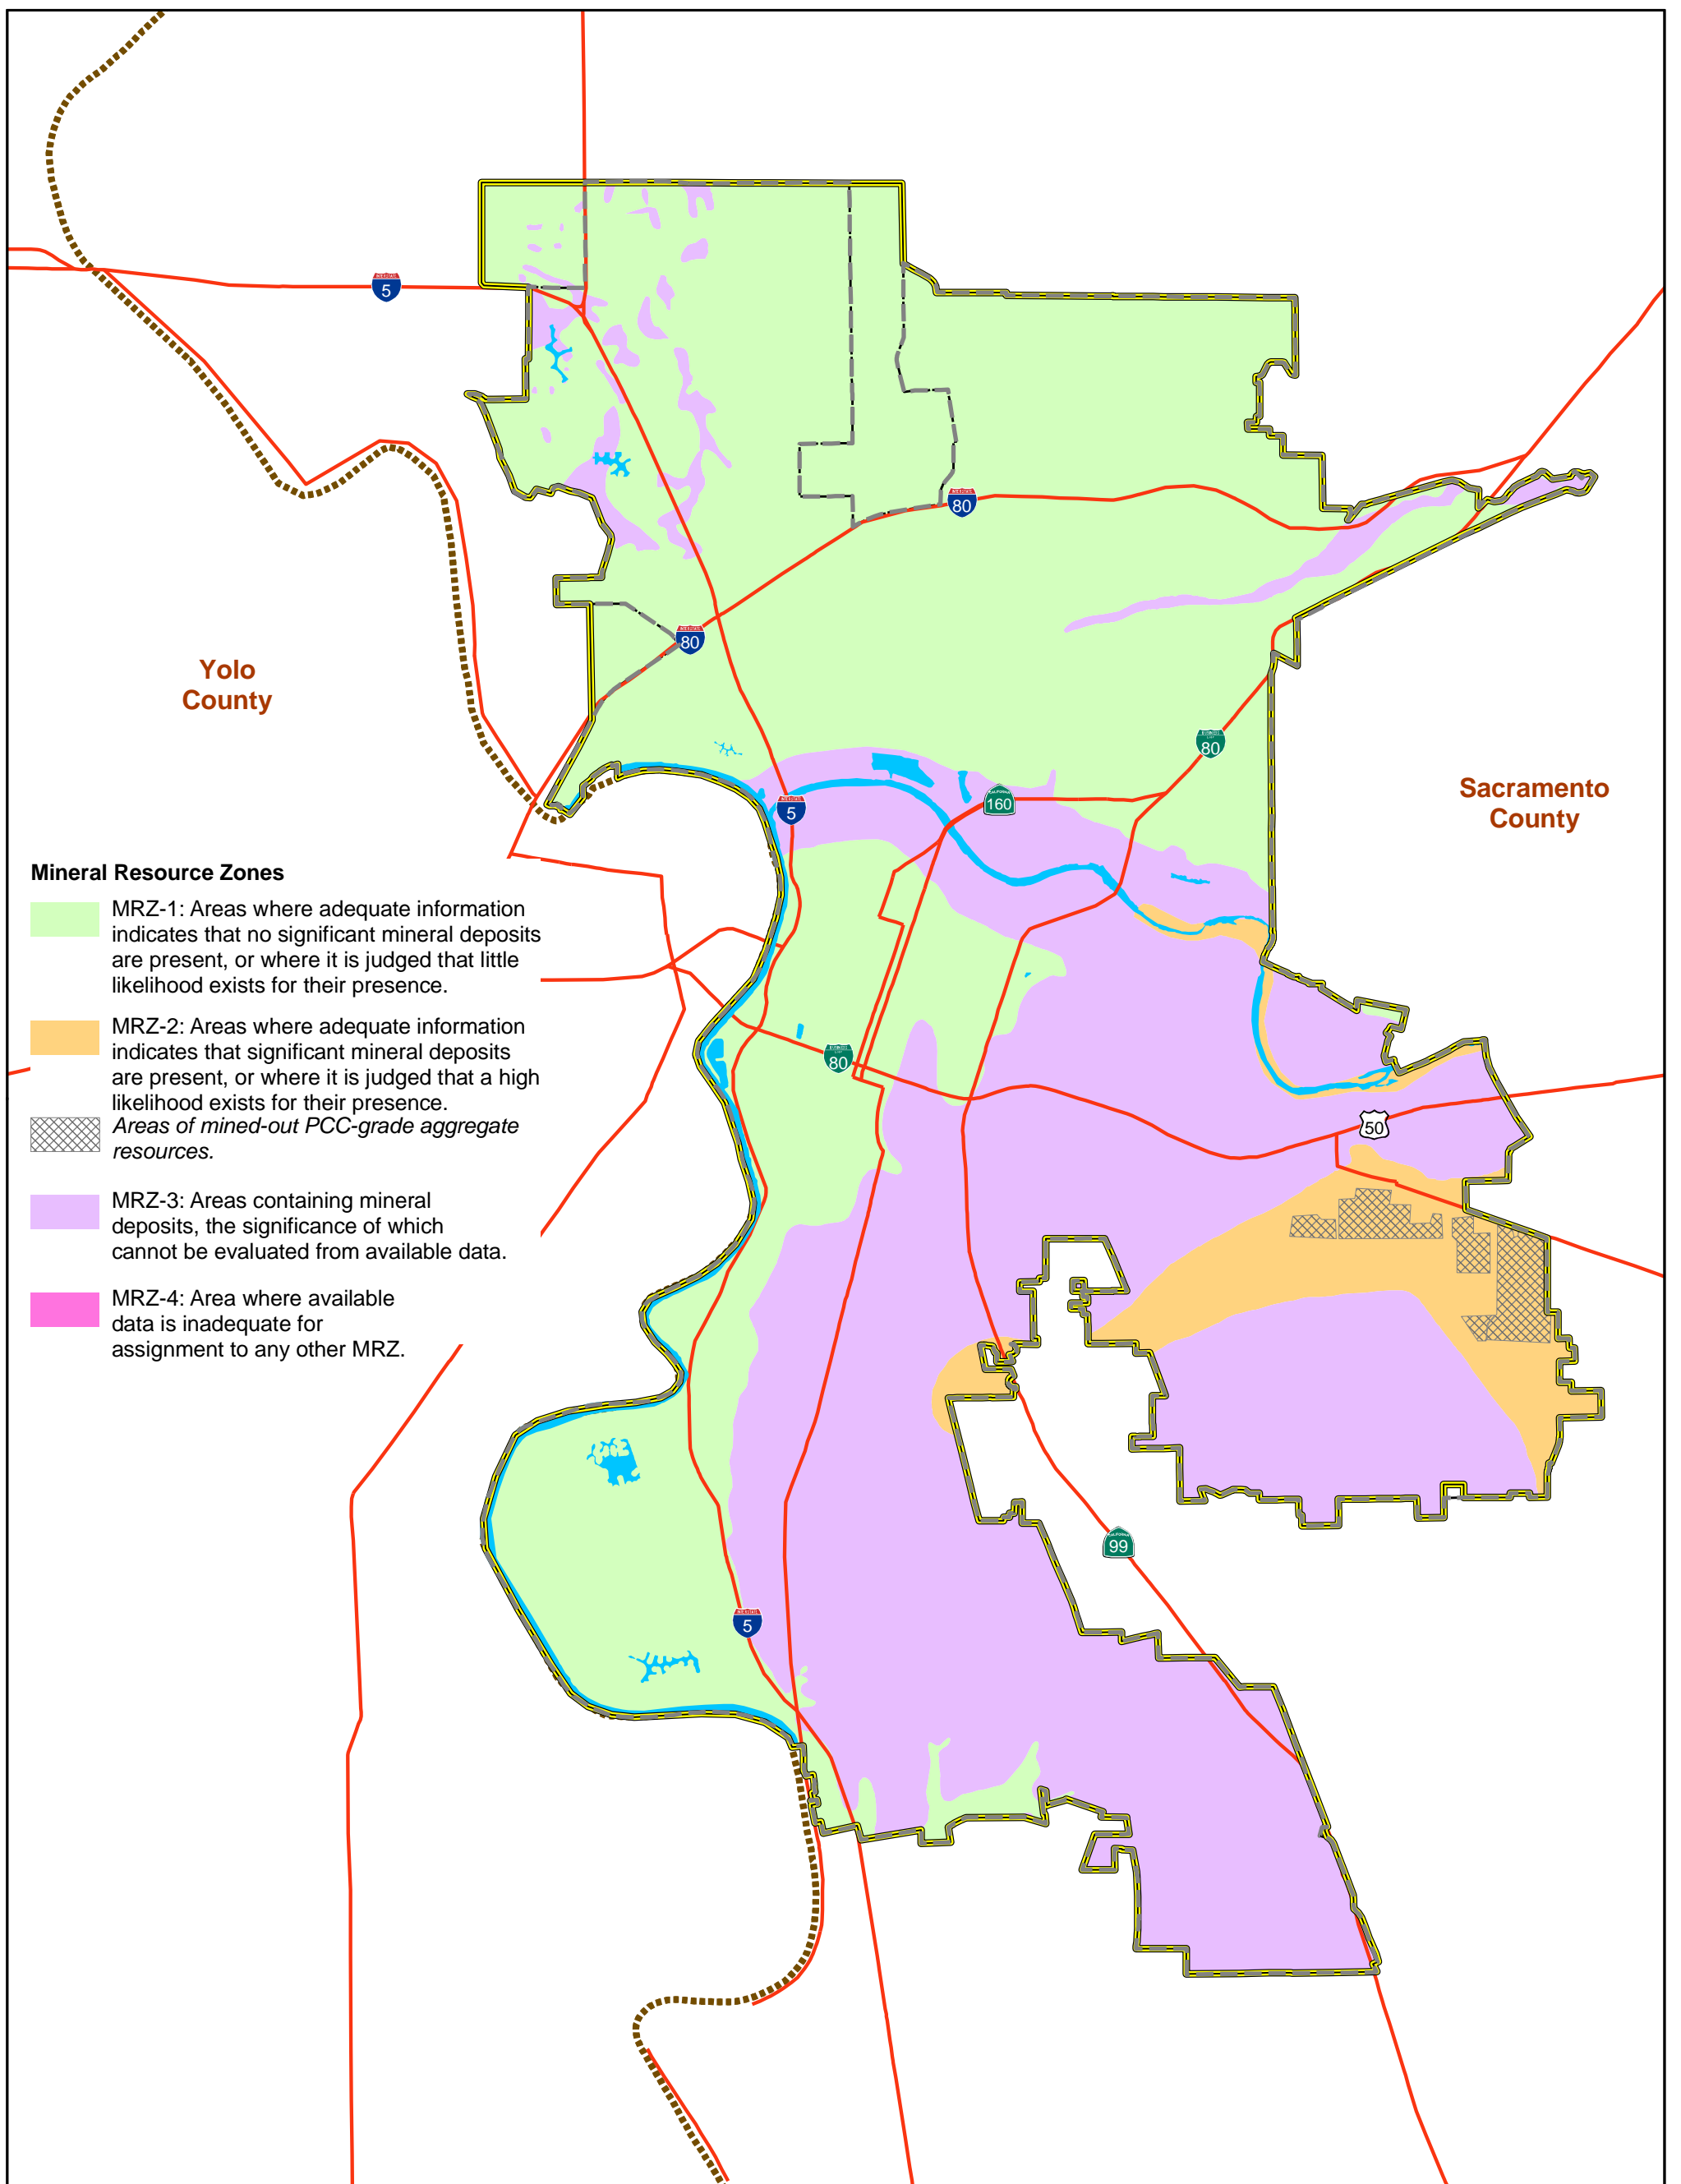 5
80
80
Yolo
County
80
Sacramento
County
5
160
Mineral Resource Zones
MRZ-1: Areas where adequate information
indicates that no significant mineral deposits
are present, or where it is judged that little
likelihood exists for their presence.
MRZ-2: Areas where adequate information
indicates that significant mineral deposits
are present, or where it is judged that a high
likelihood exists for their presence.
Areas of mined-out PCC-grade aggregate
resources.
MRZ-3: Areas containing mineral
deposits, the significance of which
cannot be evaluated from available data.
MRZ-4: Area where available
data is inadequate for
assignment to any other MRZ.
80
50
99
5